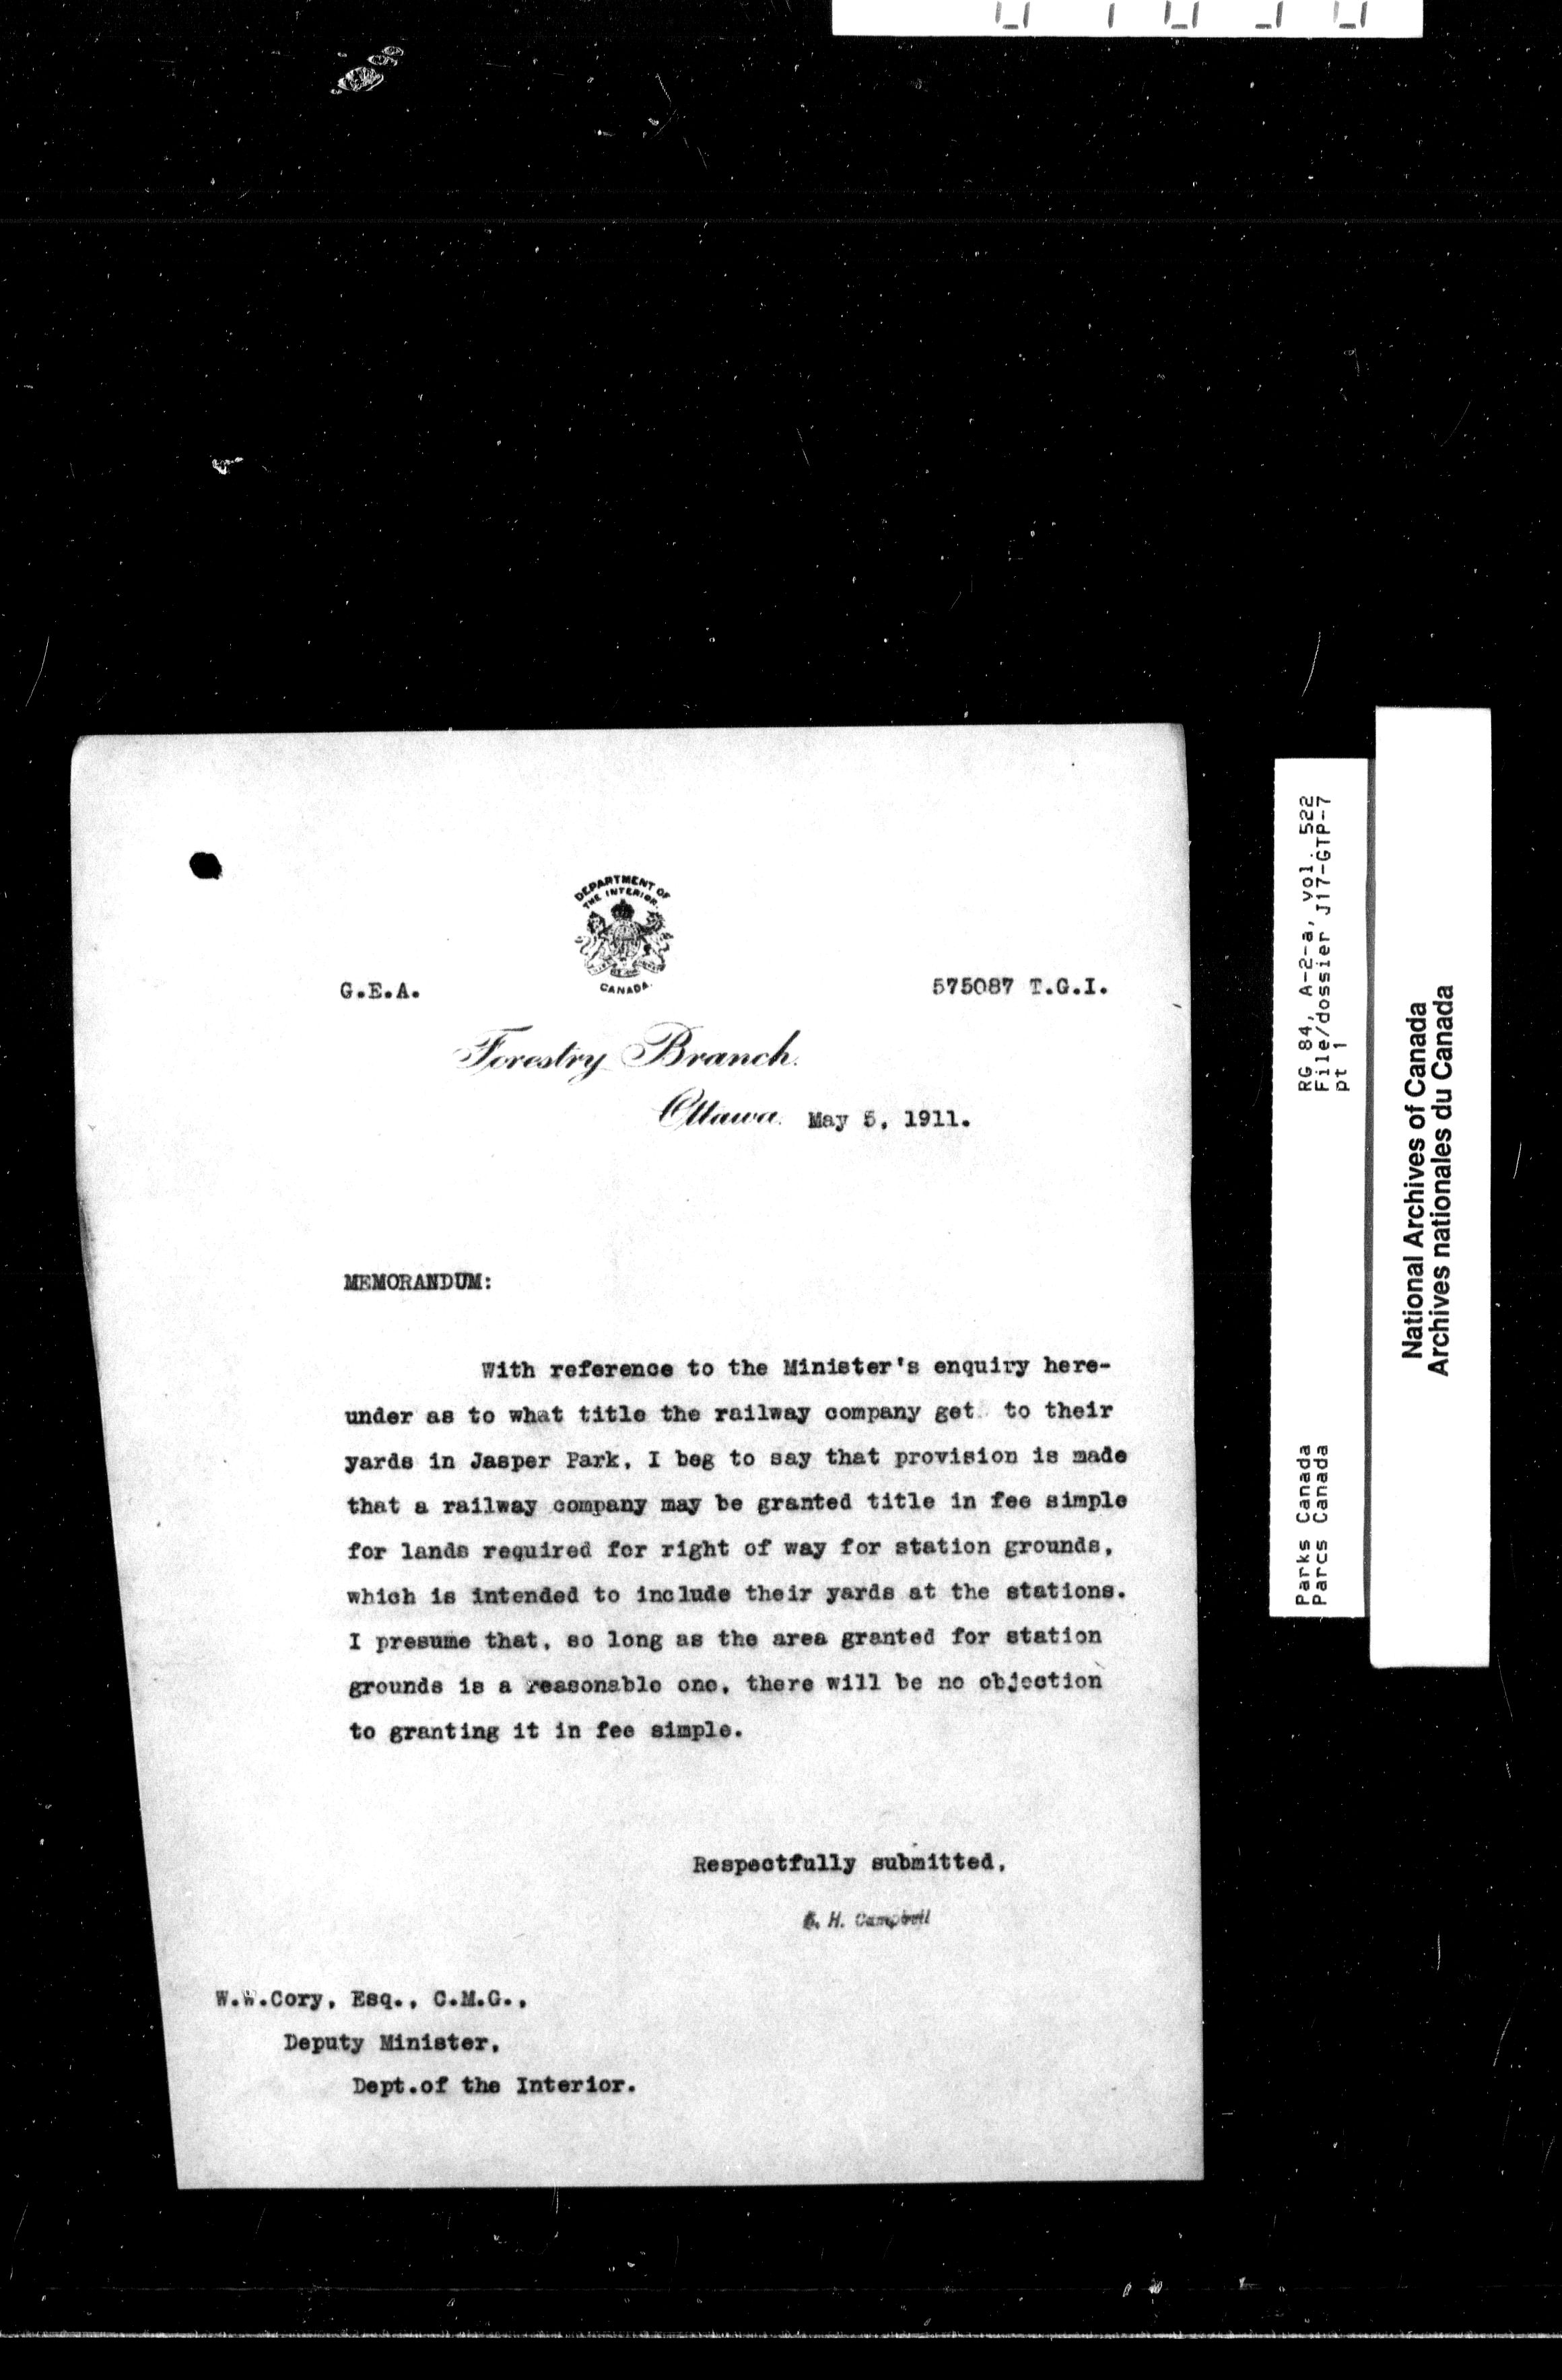 DEPARTMENT OF
THE INTERIOR.
CANADA.
G.E.A.
575087 T.G.I.
Forestry Branch.
Ottawa. May 5, 1911.
MEMORANDUM:
With reference to the Minister's enquiry here-
under as to what title the railway company get to their
yards in Jasper Park, I beg to say that provision is made
that a railway company may be granted title in fee simple
for lands required for right of way for station grounds,
which is intended to include their yards at the stations.
I presume that, so long as the area granted for station
grounds is a reasonable one, there will be no objection
to granting it in fee simple.
Respectfully submitted,
H. Campbell
W.W.Cory, Esq., C.M.G.,
Deputy Minister,
Dept.of the Interior.
RG 84, A-2-a, vol. 522
File/dossier J17-GTP-7
pt 1
Parks Canada
Parcs Canada
National Archives of Canada
Archives nationales du Canada